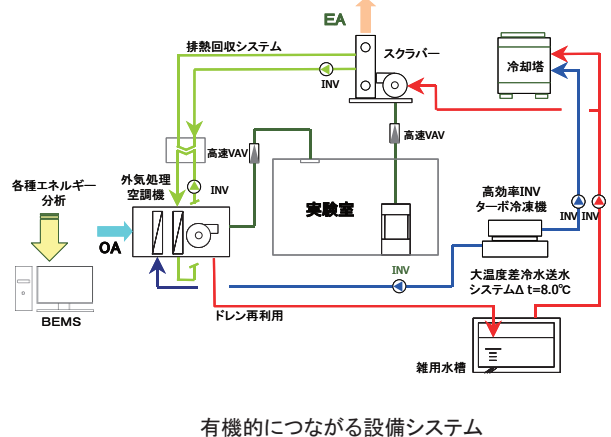 EA
排熱回収システム
スクラバー
INV
冷却塔
高速VAV
高速VAV
外気処理
空調機
INV
各種エネルギー
分析
OA
実験室
高効率INV
ターボ冷凍機
INV
INV
INV
大温度差冷水送水
システムΔ t=8.0℃
BEMS
ドレン再利用
雑用水槽
有機的につながる設備システム